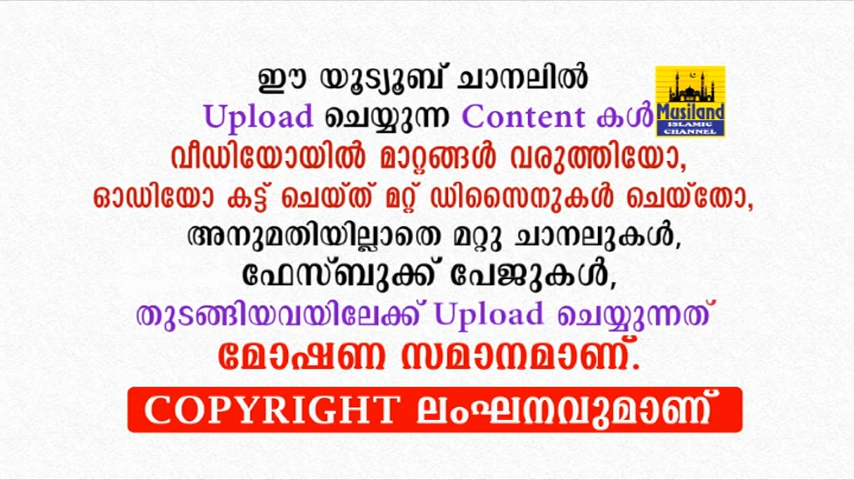 ഈ യൂട്യൂബ് ചാനലിൽ
Upload ചെയ്യുന്ന Content കൾ
Musiland
ISLAMIC
CHANNEL
വീഡിയോയിൽ മാറ്റങ്ങൾ വരുത്തിയോ,
ഓഡിയോ കട്ട് ചെയ്ത് മറ്റ് ഡിസൈനുകൾ ചെയ്തോ,
അനുമതിയില്ലാതെ മറ്റു ചാനലുകൾ,
ഫേസ്ബുക്ക് പേജുകൾ,
തുടങ്ങിയവയിലേക്ക് Upload ചെയ്യുന്നത്
മോഷണ സമാനമാണ്.
COPYRIGHT ലംഘനവുമാണ്